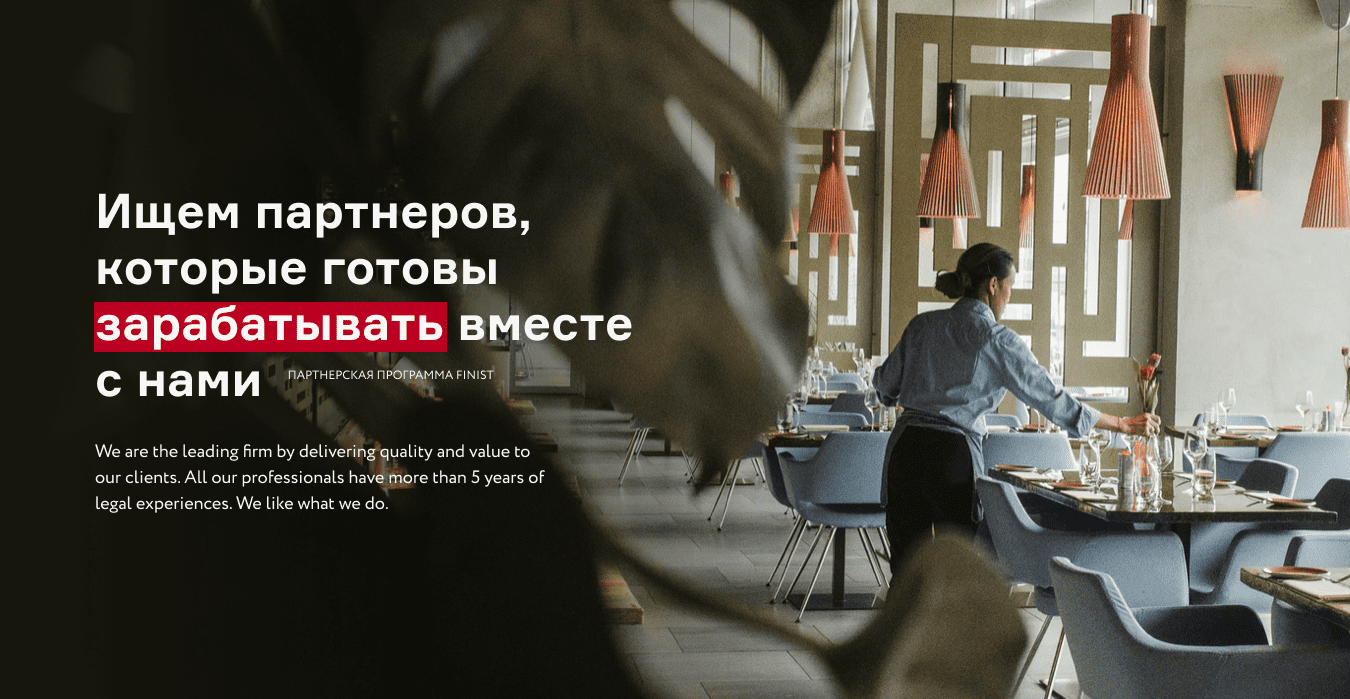 Ищем партнеров,
которые готовы
зарабатывать вместе
с нами ПАРТНЕРСКАЯ ПРОГРАММА FINIST
We are the leading firm by delivering quality and value to
our clients. All our professionals have more than 5 years of
legal experiences. We like what we do.